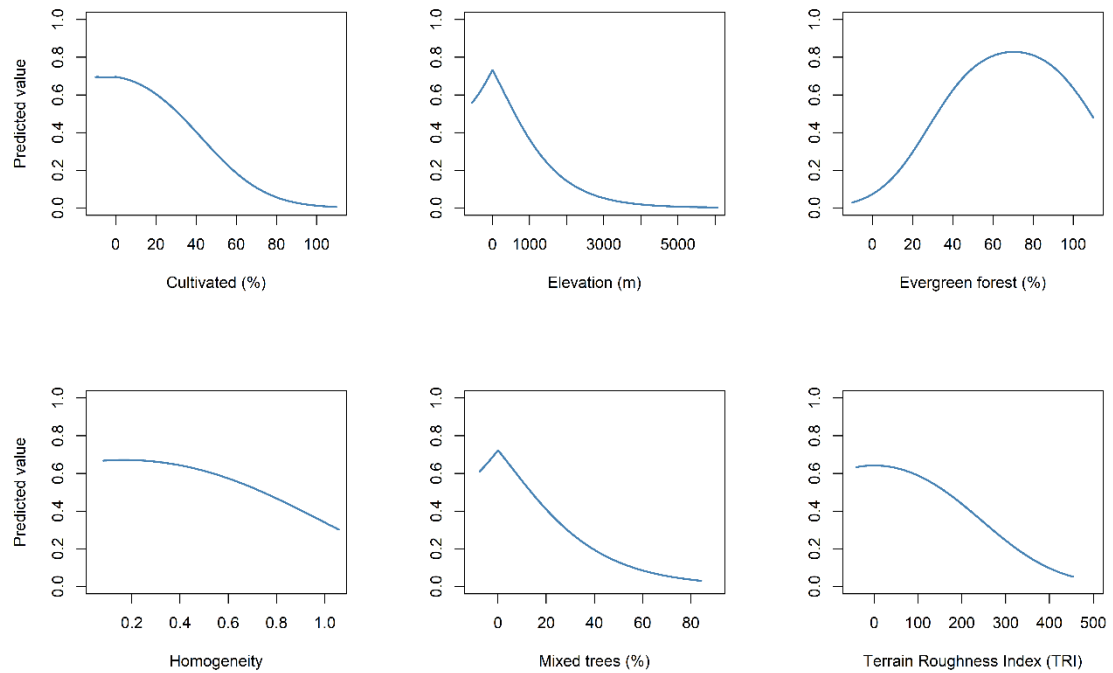 Predicted value
0.0 0.2 0.4 0.6 0.8 1.0
0 20 40 60 80 100
Cultivated (%)
0.0 0.2 0.4 0.6 0.8 1.0
0 1000 3000 5000
Elevation (m)
0.0 0.2 0.4 0.6 0.8 1.0
0 20 40 60 80 100
Evergreen forest (%)
Predicted value
0.0 0.2 0.4 0.6 0.8 1.0
0.2 0.4 0.6 0.8 1.0
Homogeneity
0.0 0.2 0.4 0.6 0.8 1.0
0 20 40 60 80
Mixed trees (%)
0.0 0.2 0.4 0.6 0.8 1.0
0 100 200 300 400 500
Terrain Roughness Index (TRI)